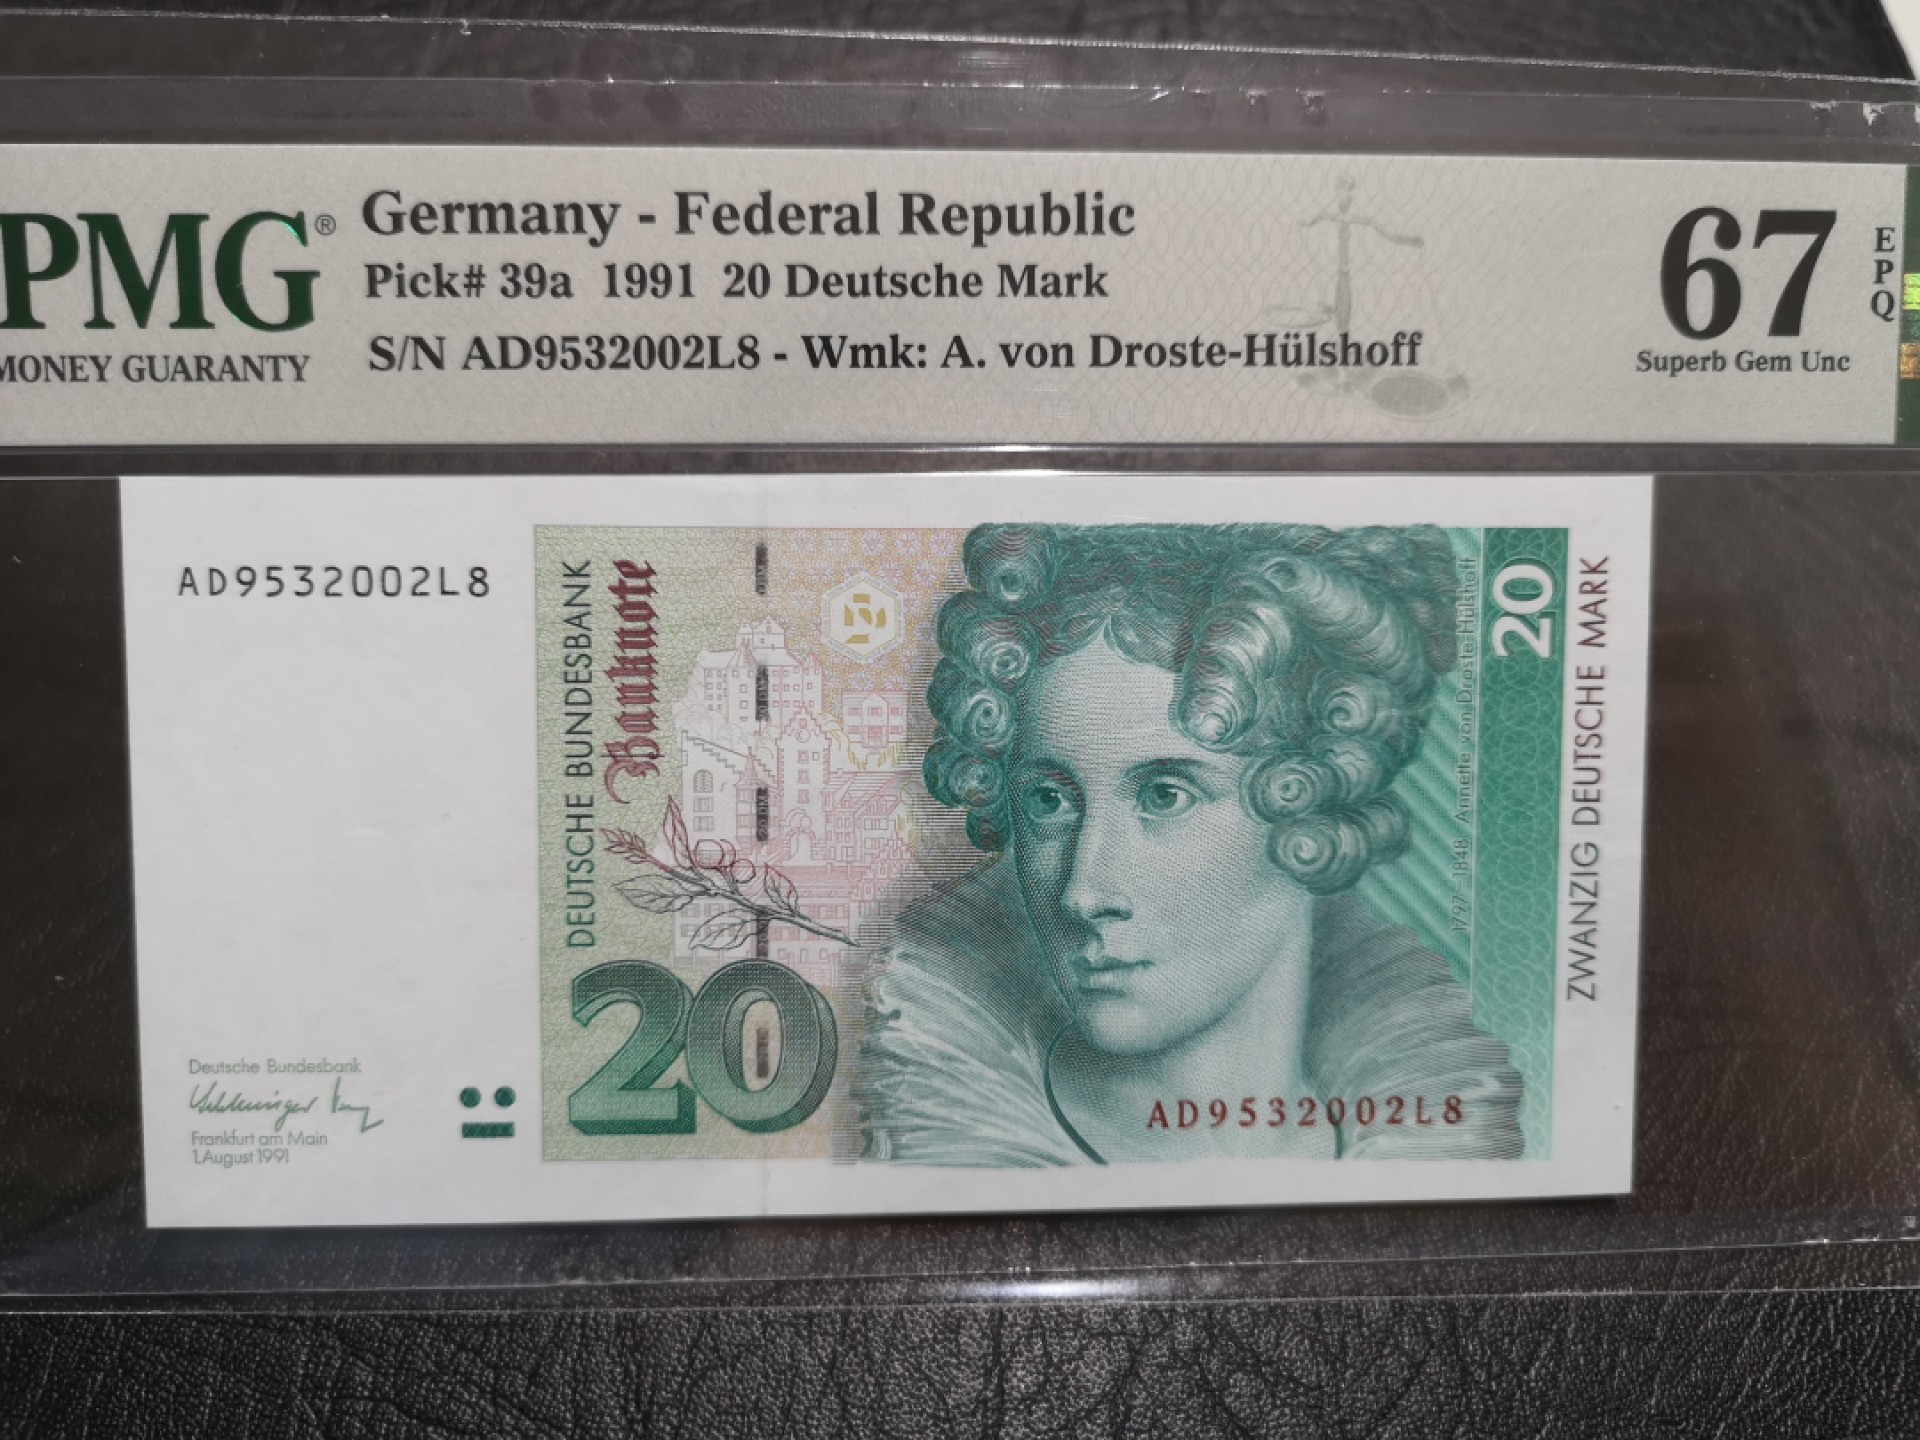 PMG®
MONEY GUARANTY
Germany - Federal Republic
Pick# 39a 1991 20 Deutsche Mark
S/N AD9532002L8 - Wmk: A. von Droste-Hülshoff
67
EPQ
Superb Gem Unc
AD9532002L8
DEUTSCHE BUNDESBANK
Banknote
20
1797-1848 Annette von Droste-Hülshoff
20
ZWANZIG DEUTSCHE MARK
AD9532002L8
Deutsche Bundesbank
Frankfurt am Main
1. August 1991